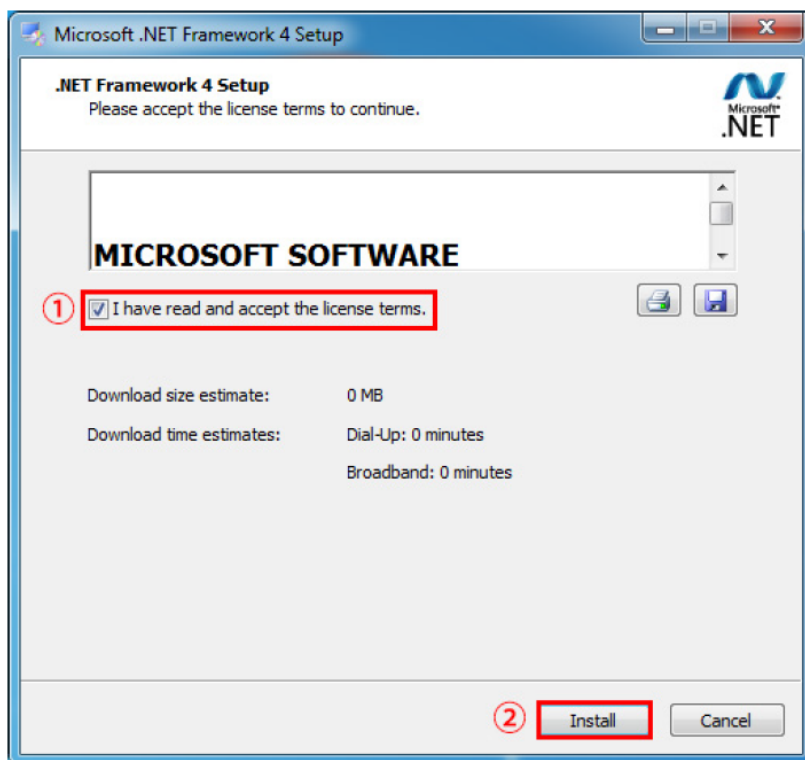 Microsoft .NET Framework 4 Setup
.NET Framework 4 Setup
Please accept the license terms to continue.
Microsoft®
.NET
MICROSOFT SOFTWARE
① I have read and accept the license terms.
Download size estimate: 0 MB
Download time estimates: Dial-Up: 0 minutes
Broadband: 0 minutes
② Install Cancel